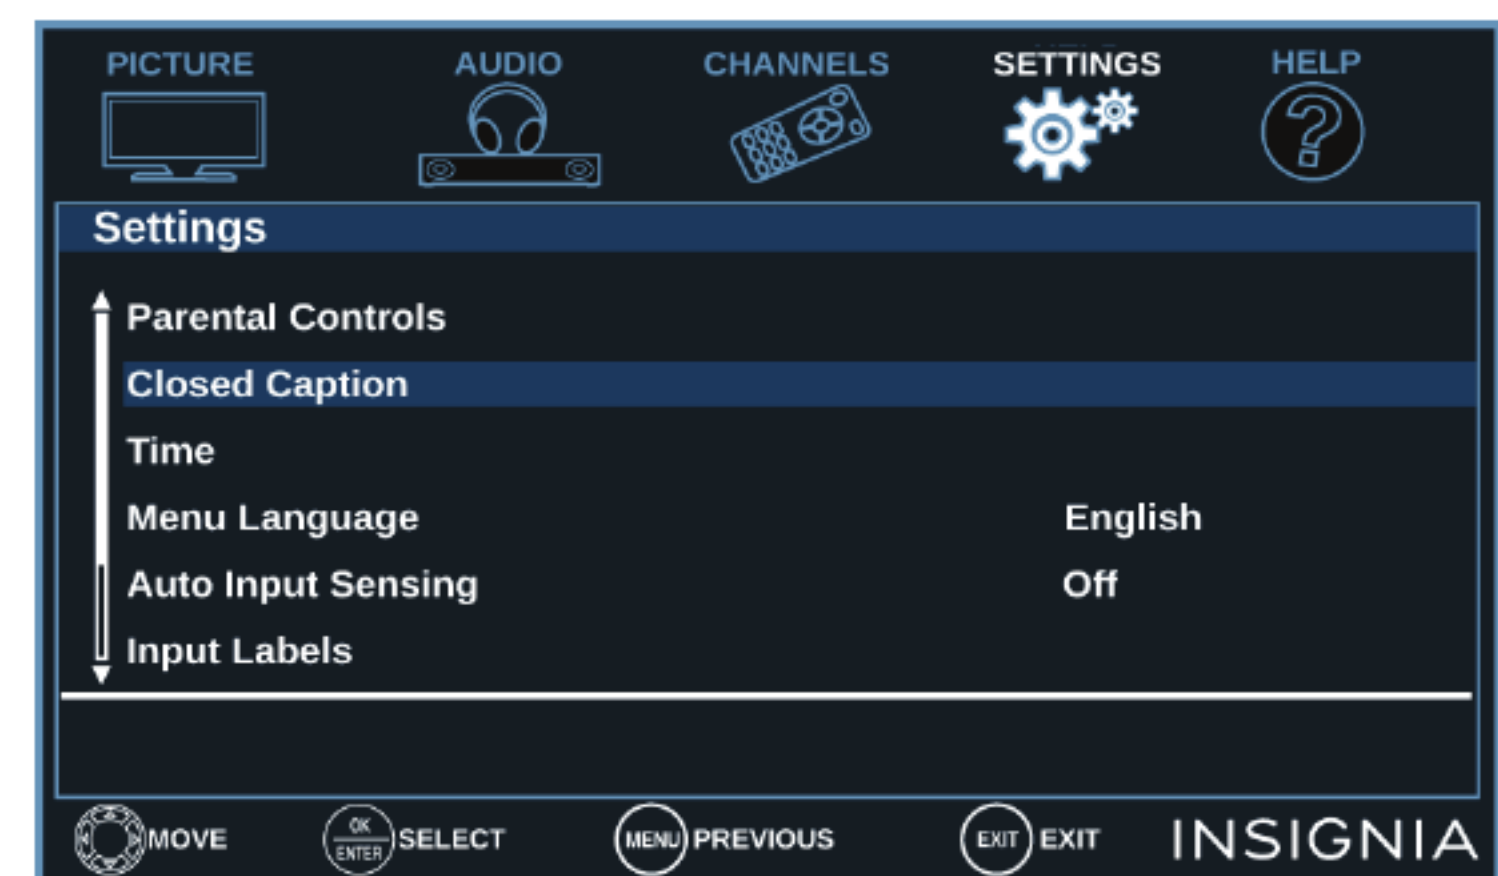 PICTURE AUDIO CHANNELS SETTINGS HELP
Settings
Parental Controls
Closed Caption
Time
Menu Language English
Auto Input Sensing Off
Input Labels
OK
ENTER
MOVE SELECT MENU PREVIOUS EXIT EXIT INSIGNIA